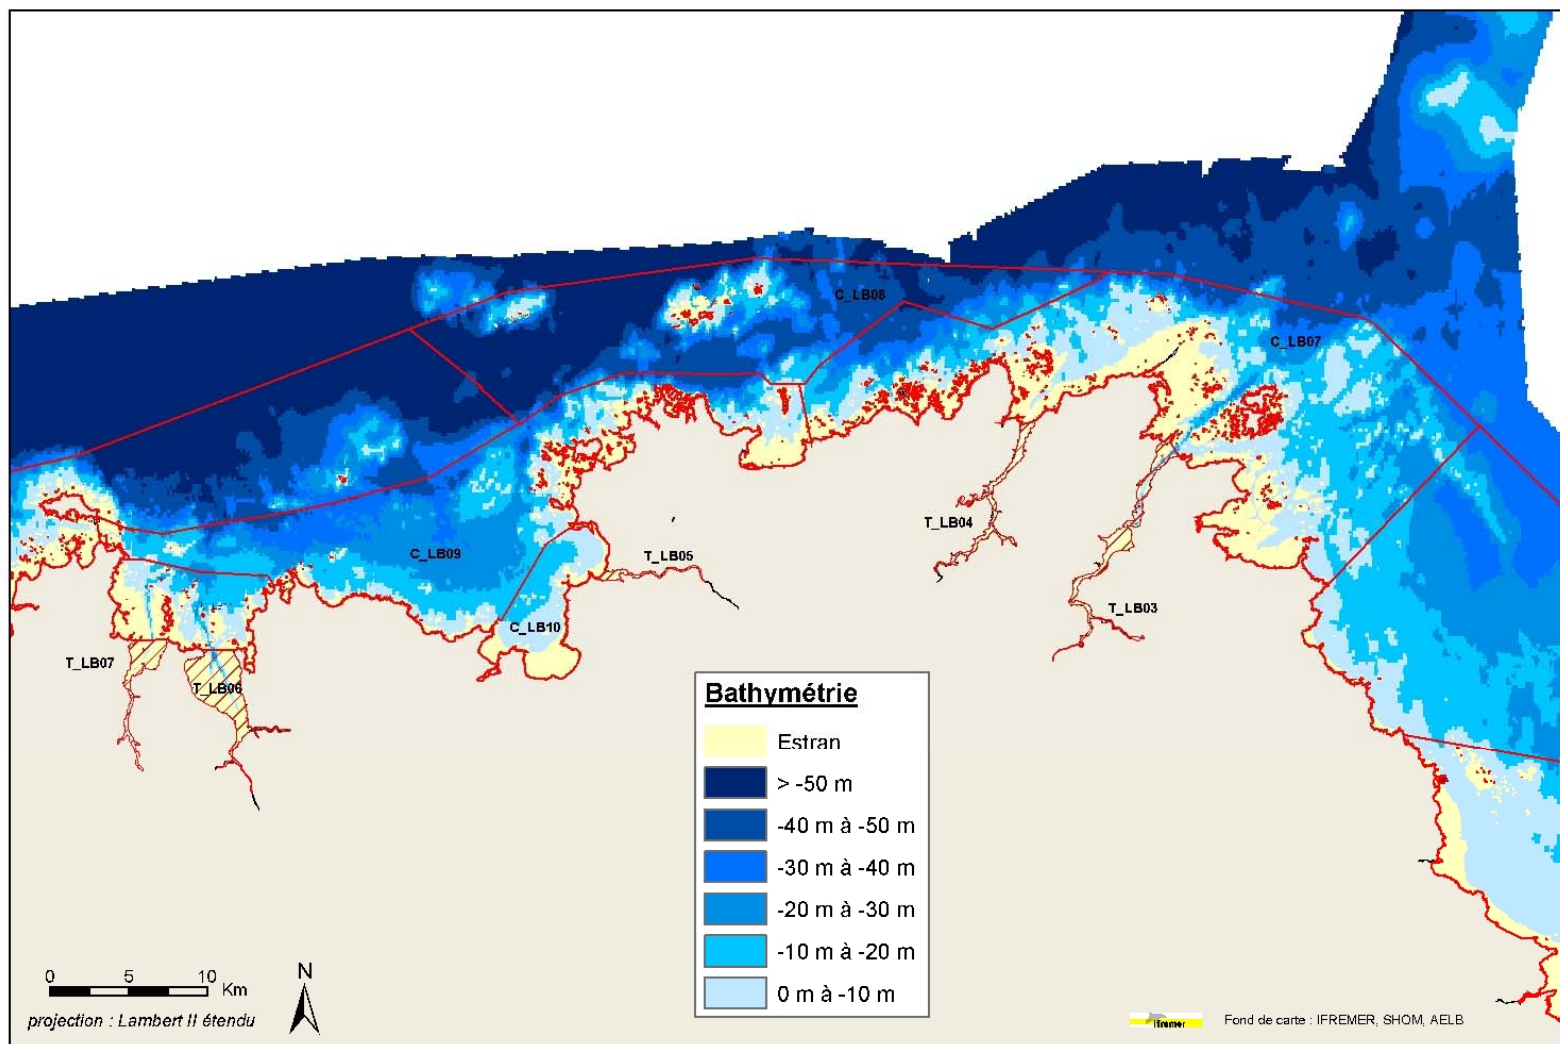 C_LB08
C_LB07
T_LB04
C_LB09
T_LB05
T_LB03
C_LB10
T_LB07
T_LB06
Bathymétrie
Estran
> -50 m
-40 m à -50 m
-30 m à -40 m
-20 m à -30 m
-10 m à -20 m
0 m à -10 m
0 5 10
Km
N
projection : Lambert II étendu
Ifremer
Fond de carte : IFREMER, SHOM, AELB